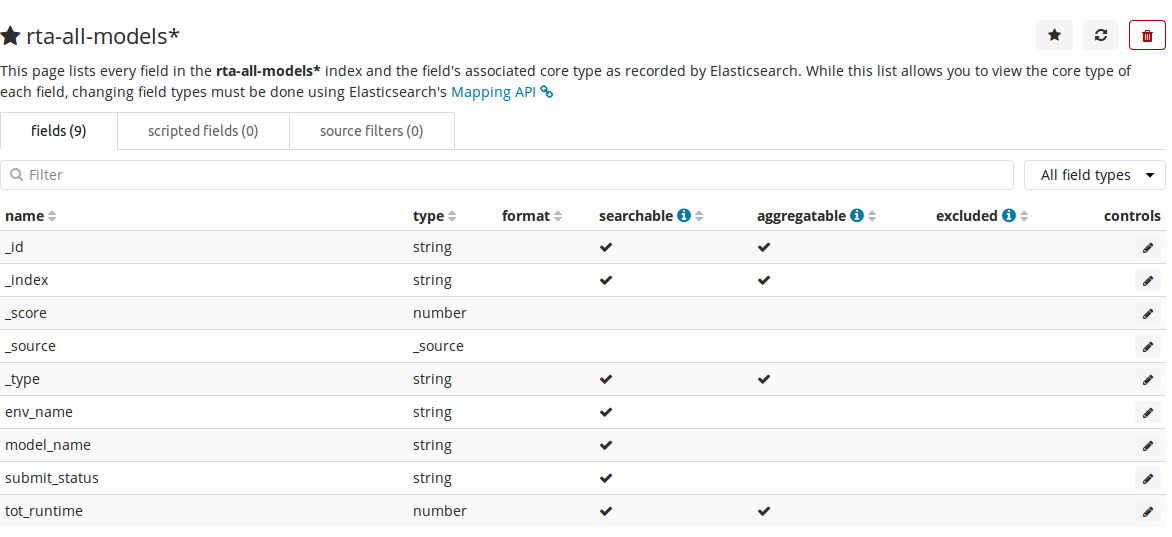 rta-all-models*
This page lists every field in the rta-all-models* index and the field's associated core type as recorded by Elasticsearch. While this list allows you to view the core type of
each field, changing field types must be done using Elasticsearch's Mapping API
fields (9) scripted fields (0) source filters (0)
Filter All field types
name type format searchable aggregatable excluded controls
_id string
_index string
_score number
_source _source
_type string
env_name string
model_name string
submit_status string
tot_runtime number